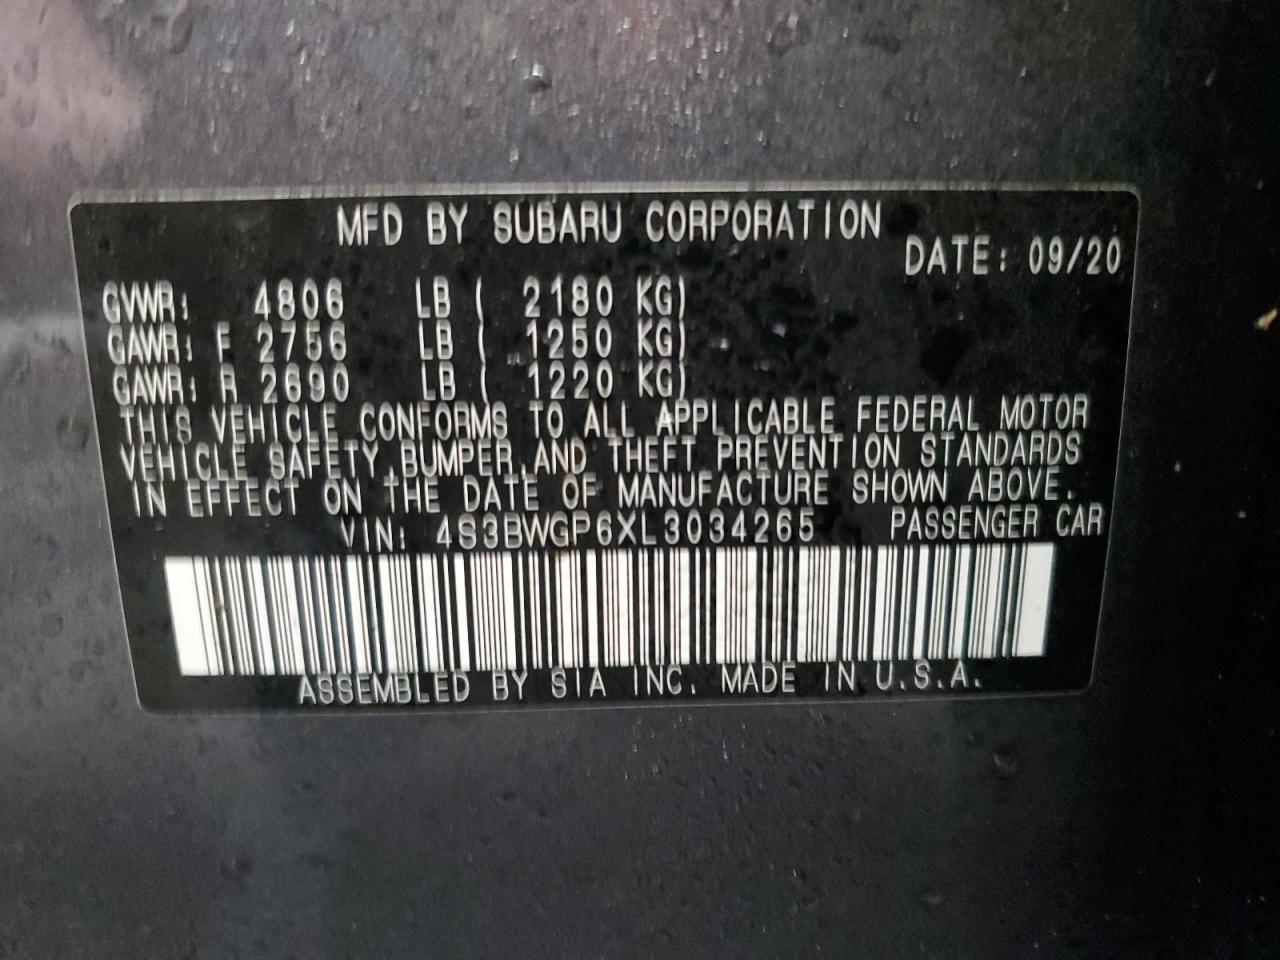 MFD BY SUBARU CORPORATION
DATE: 09/20
GVWR: 4806 LB ( 2180 KG)
GAWR: F 2756 LB ( 1250 KG)
GAWR: R 2690 LB ( 1220 KG)
THIS VEHICLE CONFORMS TO ALL APPLICABLE FEDERAL MOTOR
VEHICLE SAFETY,BUMPER,AND THEFT PREVENTION STANDARDS
IN EFFECT ON THE DATE OF MANUFACTURE SHOWN ABOVE.
VIN: 4S3BWGP6XL3034265 PASSENGER CAR
ASSEMBLED BY SIA INC. MADE IN U.S.A.